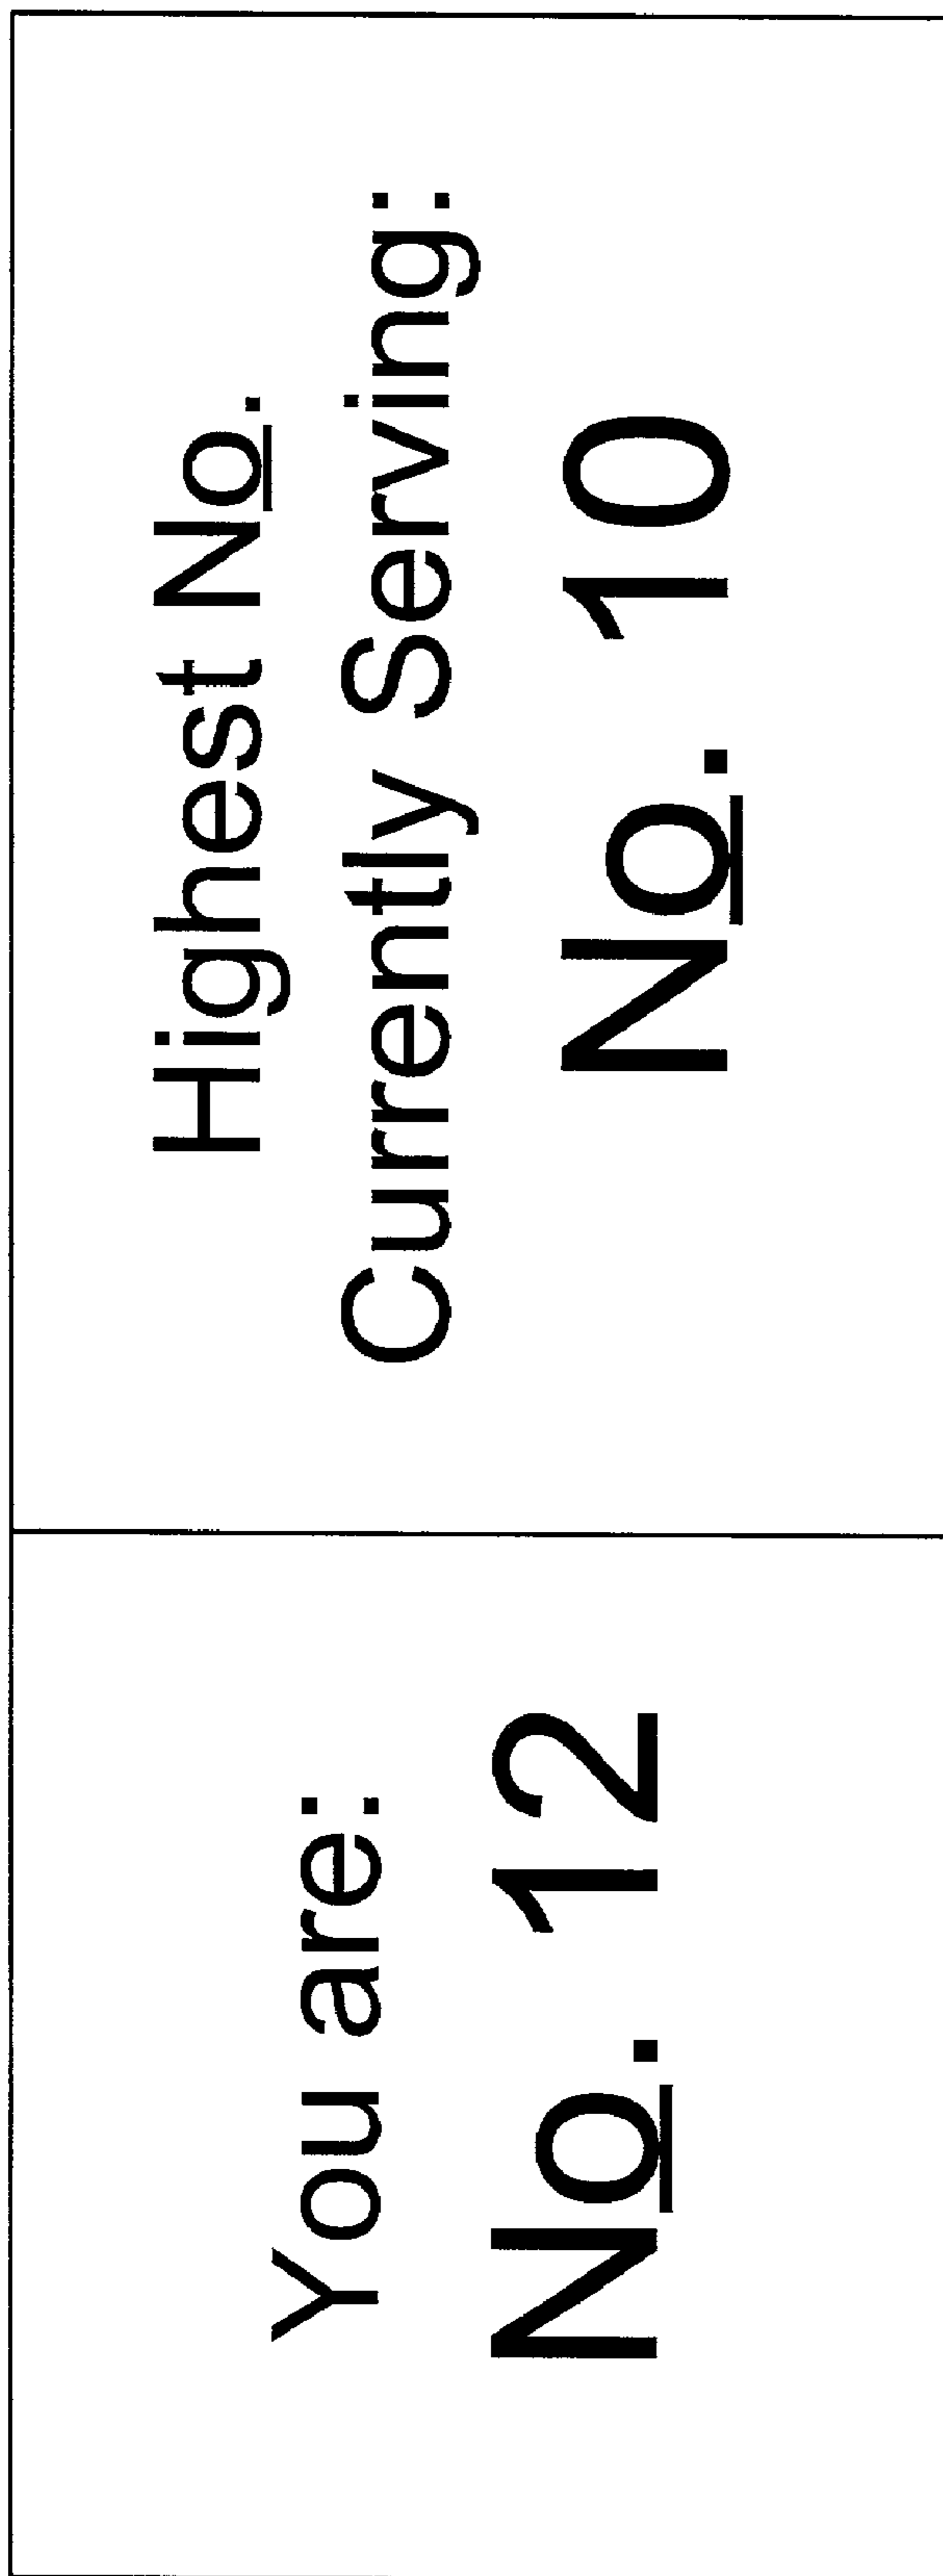 You are:
No. 12
Highest No.
Currently Serving:
No. 10